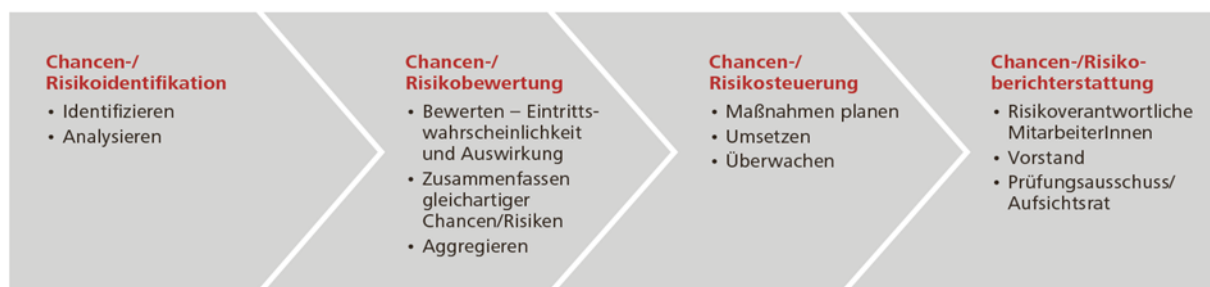 Chancen-/
Risikoidentifikation
• Identifizieren
• Analysieren
Chancen-/
Risikobewertung
• Bewerten – Eintritts-
wahrscheinlichkeit
und Auswirkung
• Zusammenfassen
gleichartiger
Chancen/Risiken
• Aggregieren
Chancen-/
Risikosteuerung
• Maßnahmen planen
• Umsetzen
• Überwachen
Chancen-/Risiko-
berichterstattung
• Risikoverantwortliche
MitarbeiterInnen
• Vorstand
• Prüfungsausschuss/
Aufsichtsrat